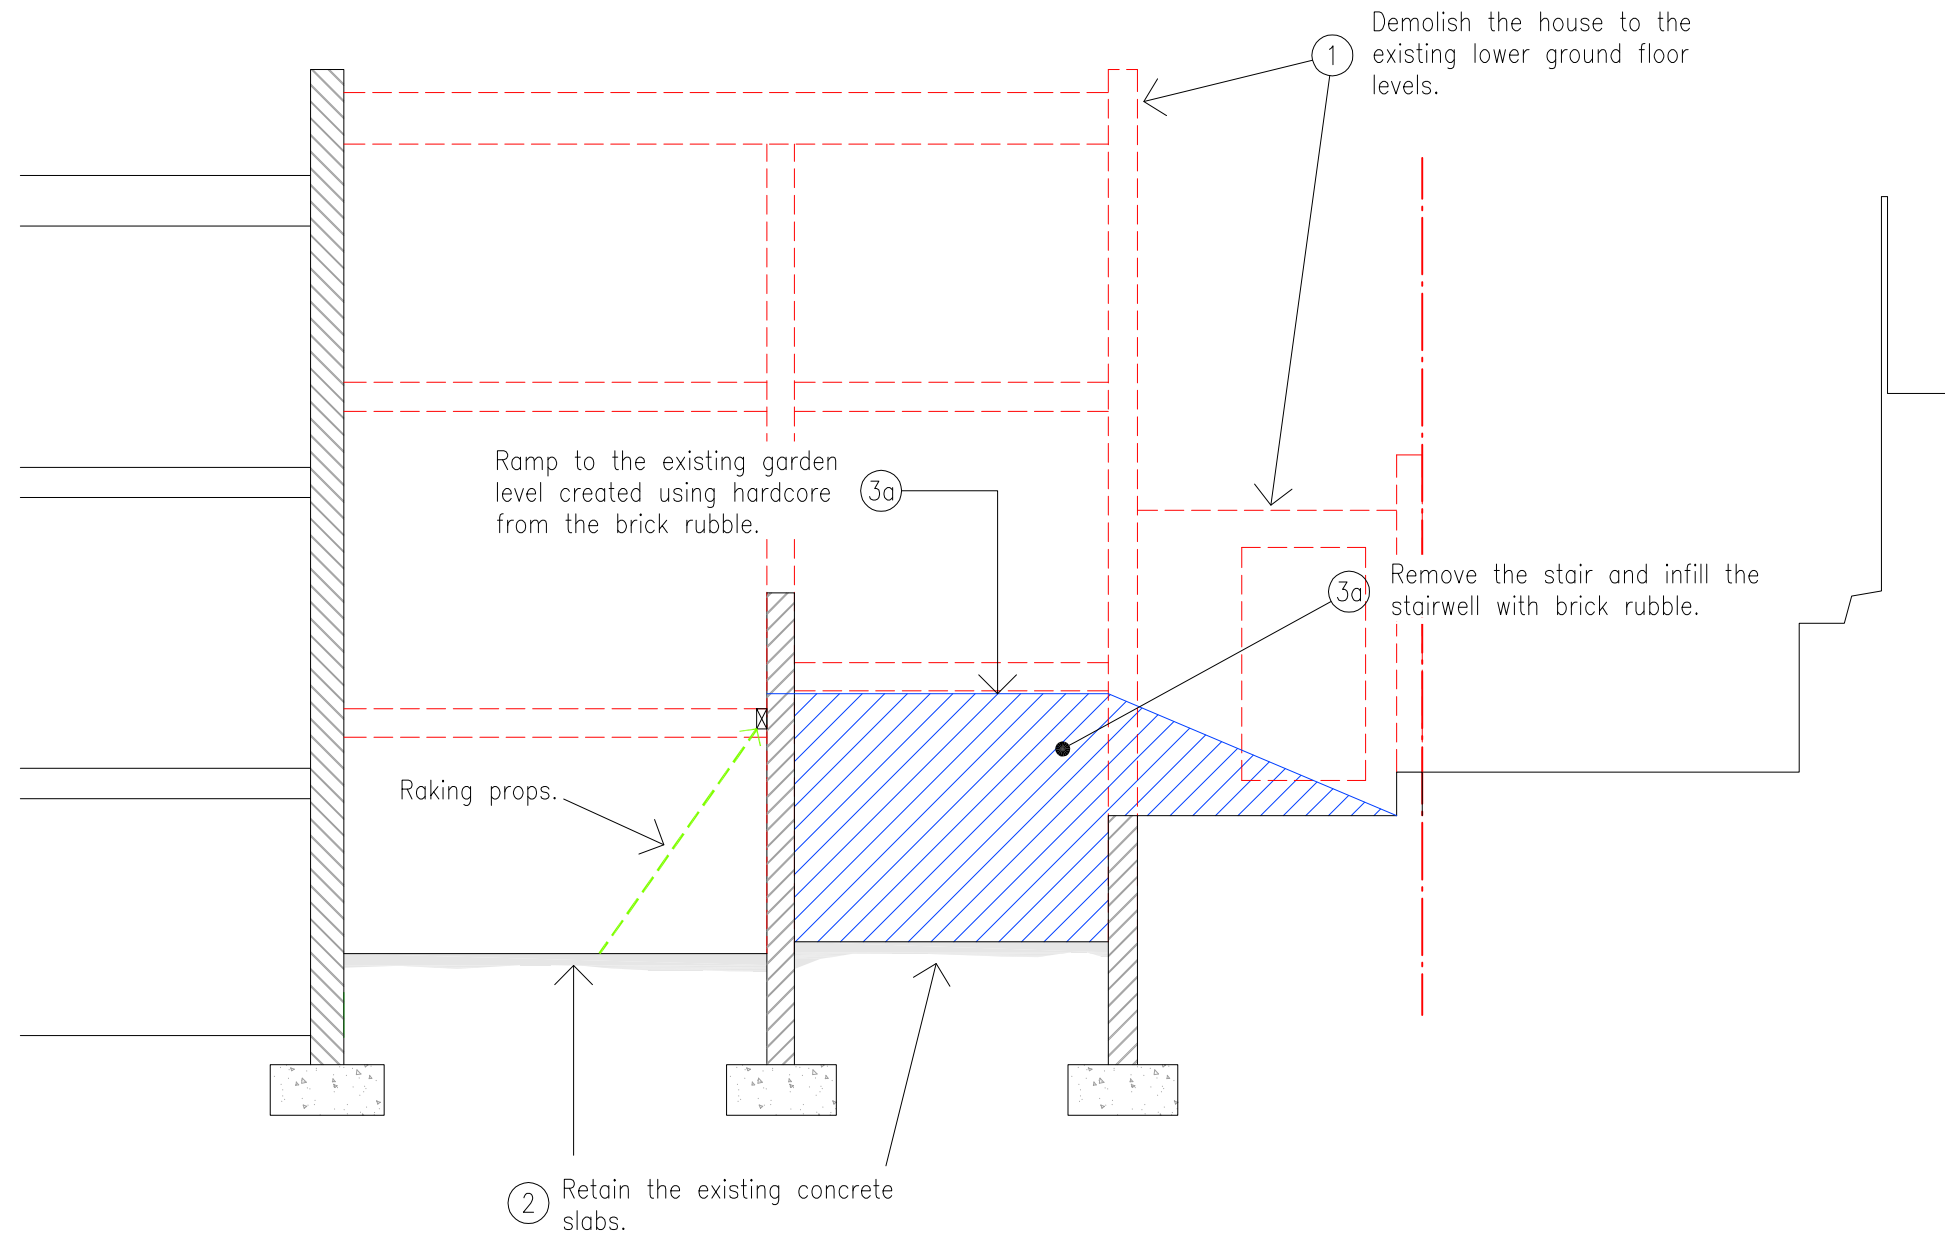 Demolish the house to the
existing lower ground floor
levels.
1
Ramp to the existing garden
level created using hardcore
from the brick rubble.
3a
Remove the stair and infill the
stairwell with brick rubble.
3a
Raking props.
2
Retain the existing concrete
slabs.